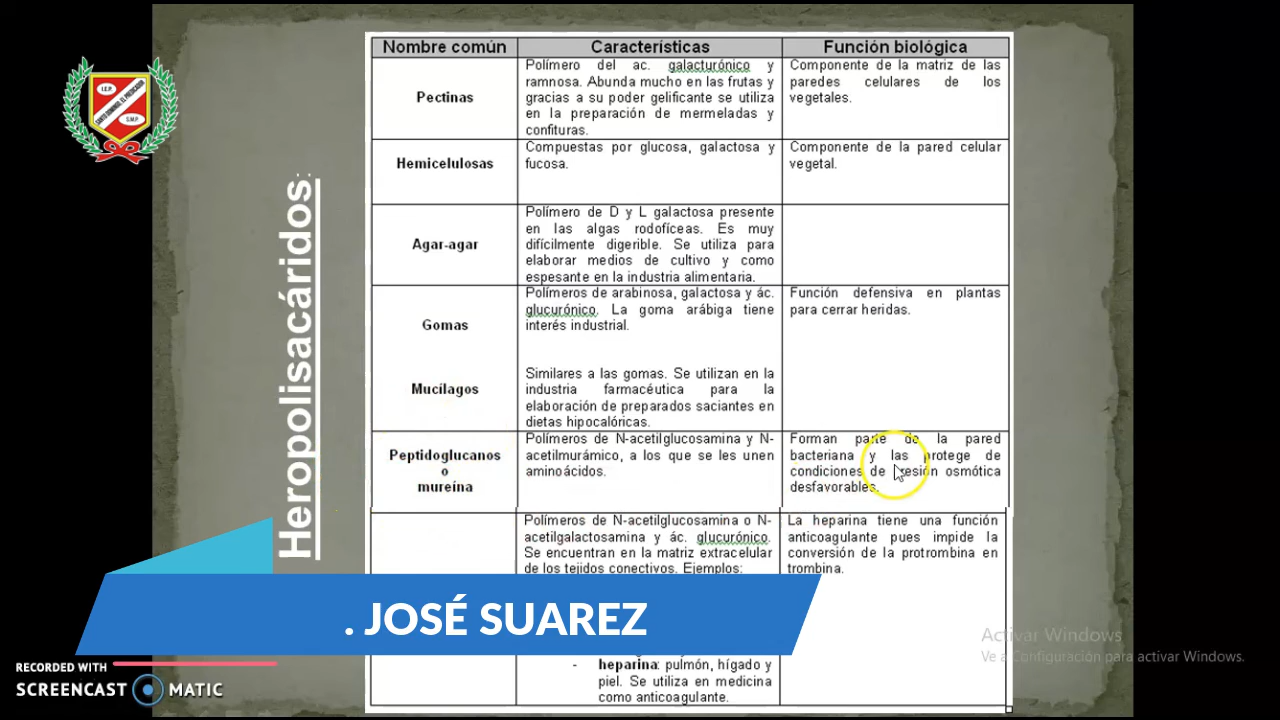 Heropolisacáridos:
Nombre común
Características
Función biológica
Pectinas
Polímero del ac. galacturónico y
ramnosa. Abunda mucho en las frutas y
gracias a su poder gelificante se utiliza
en la preparación de mermeladas y
confituras.
Componente de la matriz de las
paredes celulares de los
vegetales.
Hemicelulosas
Compuestas por glucosa, galactosa y
fucosa.
Componente de la pared celular
vegetal.
Agar-agar
Polímero de D y L galactosa presente
en las algas rodofíceas. Es muy
difícilmente digerible. Se utiliza para
elaborar medios de cultivo y como
espesante en la industria alimentaria.
Gomas
Polímeros de arabinosa, galactosa y ác.
glucurónico. La goma arábiga tiene
interés industrial.
Función defensiva en plantas
para cerrar heridas.
Mucílagos
Similares a las gomas. Se utilizan en la
industria farmacéutica para la
elaboración de preparados saciantes en
dietas hipocalóricas.
Peptidoglucanos
o
mureína
Polímeros de N-acetilglucosamina y N-
acetilmurámico, a los que se les unen
aminoácidos.
Forman parte de la pared
bacteriana y las protege de
condiciones de presión osmótica
desfavorables.
Polímeros de N-acetilglucosamina o N-
acetilgalactosamina y ác. glucurónico.
Se encuentran en la matriz extracelular
de los tejidos conectivos. Ejemplos:
La heparina tiene una función
anticoagulante pues impide la
conversión de la protrombina en
trombina.
- heparina: pulmón, hígado y
piel. Se utiliza en medicina
como anticoagulante.
. JOSÉ SUAREZ
I.E.P.
SANTO DOMINGO EL PREDICADOR
S.M.P.
RECORDED WITH
SCREENCAST MATIC
Activar Windows
Ve a Configuración para activar Windows.